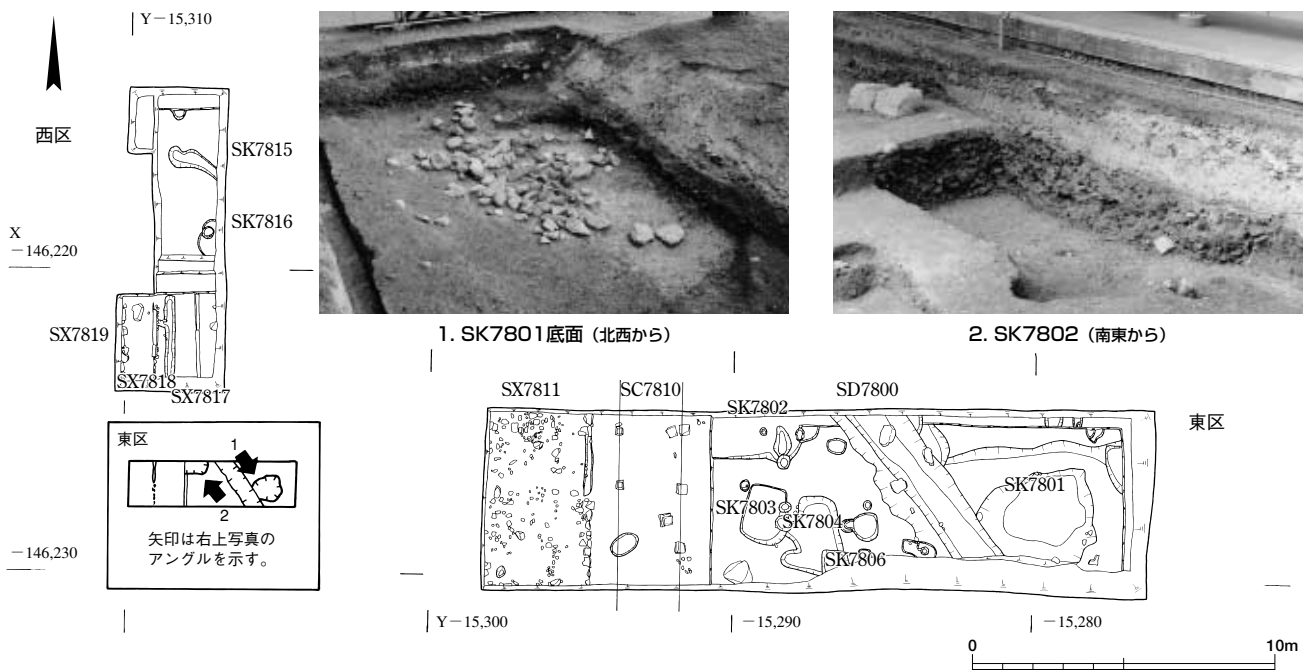 Y－15,310
西区
SK7815
SK7816
X
－146,220
SX7819
SX7818
SX7817
1. SK7801底面（北西から）
2. SK7802（南東から）
SX7811
SC7810
SK7802
SD7800
東区
SK7801
SK7803
SK7804
SK7806
東区
1
2
矢印は右上写真の
アングルを示す。
－146,230
Y－15,300
－15,290
－15,280
0
10m